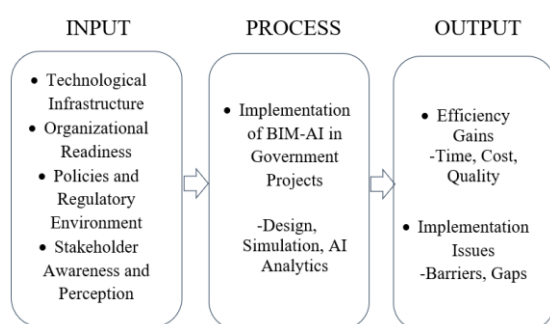 INPUT
• Technological
Infrastructure
• Organizational
Readiness
• Policies and
Regulatory
Environment
• Stakeholder
Awareness and
Perception
PROCESS
• Implementation
of BIM-AI in
Government
Projects
-Design,
Simulation, AI
Analytics
OUTPUT
• Efficiency
Gains
-Time, Cost,
Quality
• Implementation
Issues
-Barriers, Gaps